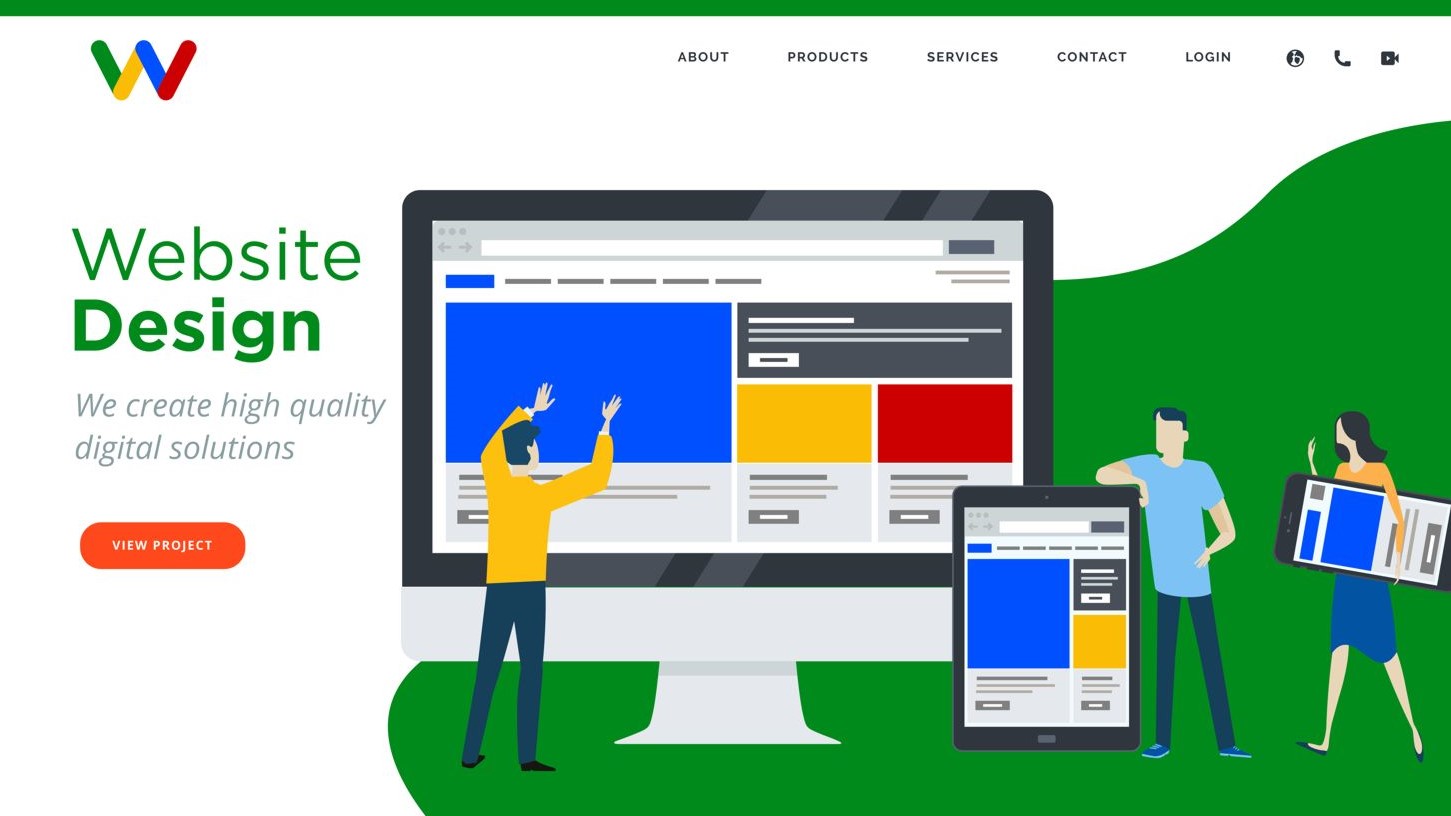 W
ABOUT PRODUCTS SERVICES CONTACT LOGIN
Website
Design
We create high quality
digital solutions
VIEW PROJECT